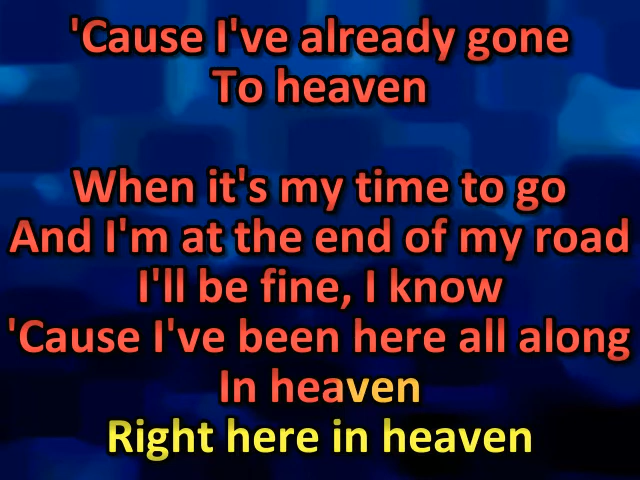 'Cause I've already gone
To heaven
When it's my time to go
And I'm at the end of my road
I'll be fine, I know
'Cause I've been here all along
In heaven
Right here in heaven